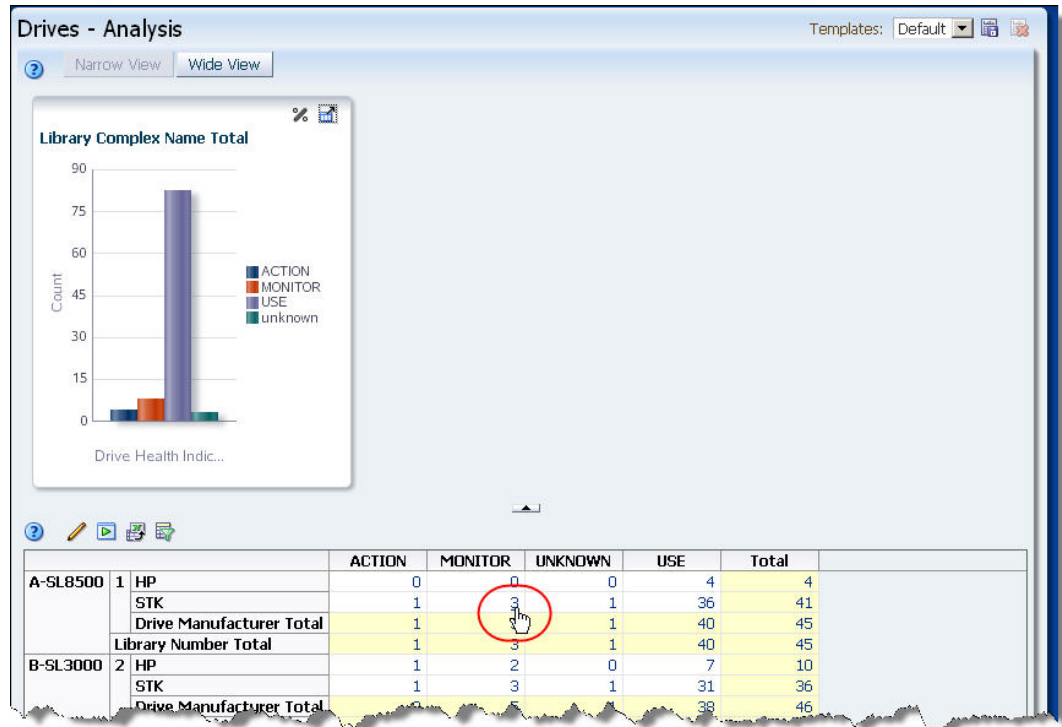 Drives - Analysis Templates: Default
Narrow View Wide View
Library Complex Name Total
90
75
60
45
30
15
0
Count
ACTION
MONITOR
USE
unknown
Drive Health Indic...
ACTION MONITOR UNKNOWN USE Total
A-SL8500 1 HP 0 0 0 4 4
STK 1 3 1 36 41
Drive Manufacturer Total 1 1 40 45
Library Number Total 1 3 1 40 45
B-SL3000 2 HP 1 2 0 7 10
STK 1 3 1 31 36
Drive Manufacturer Total 38 46